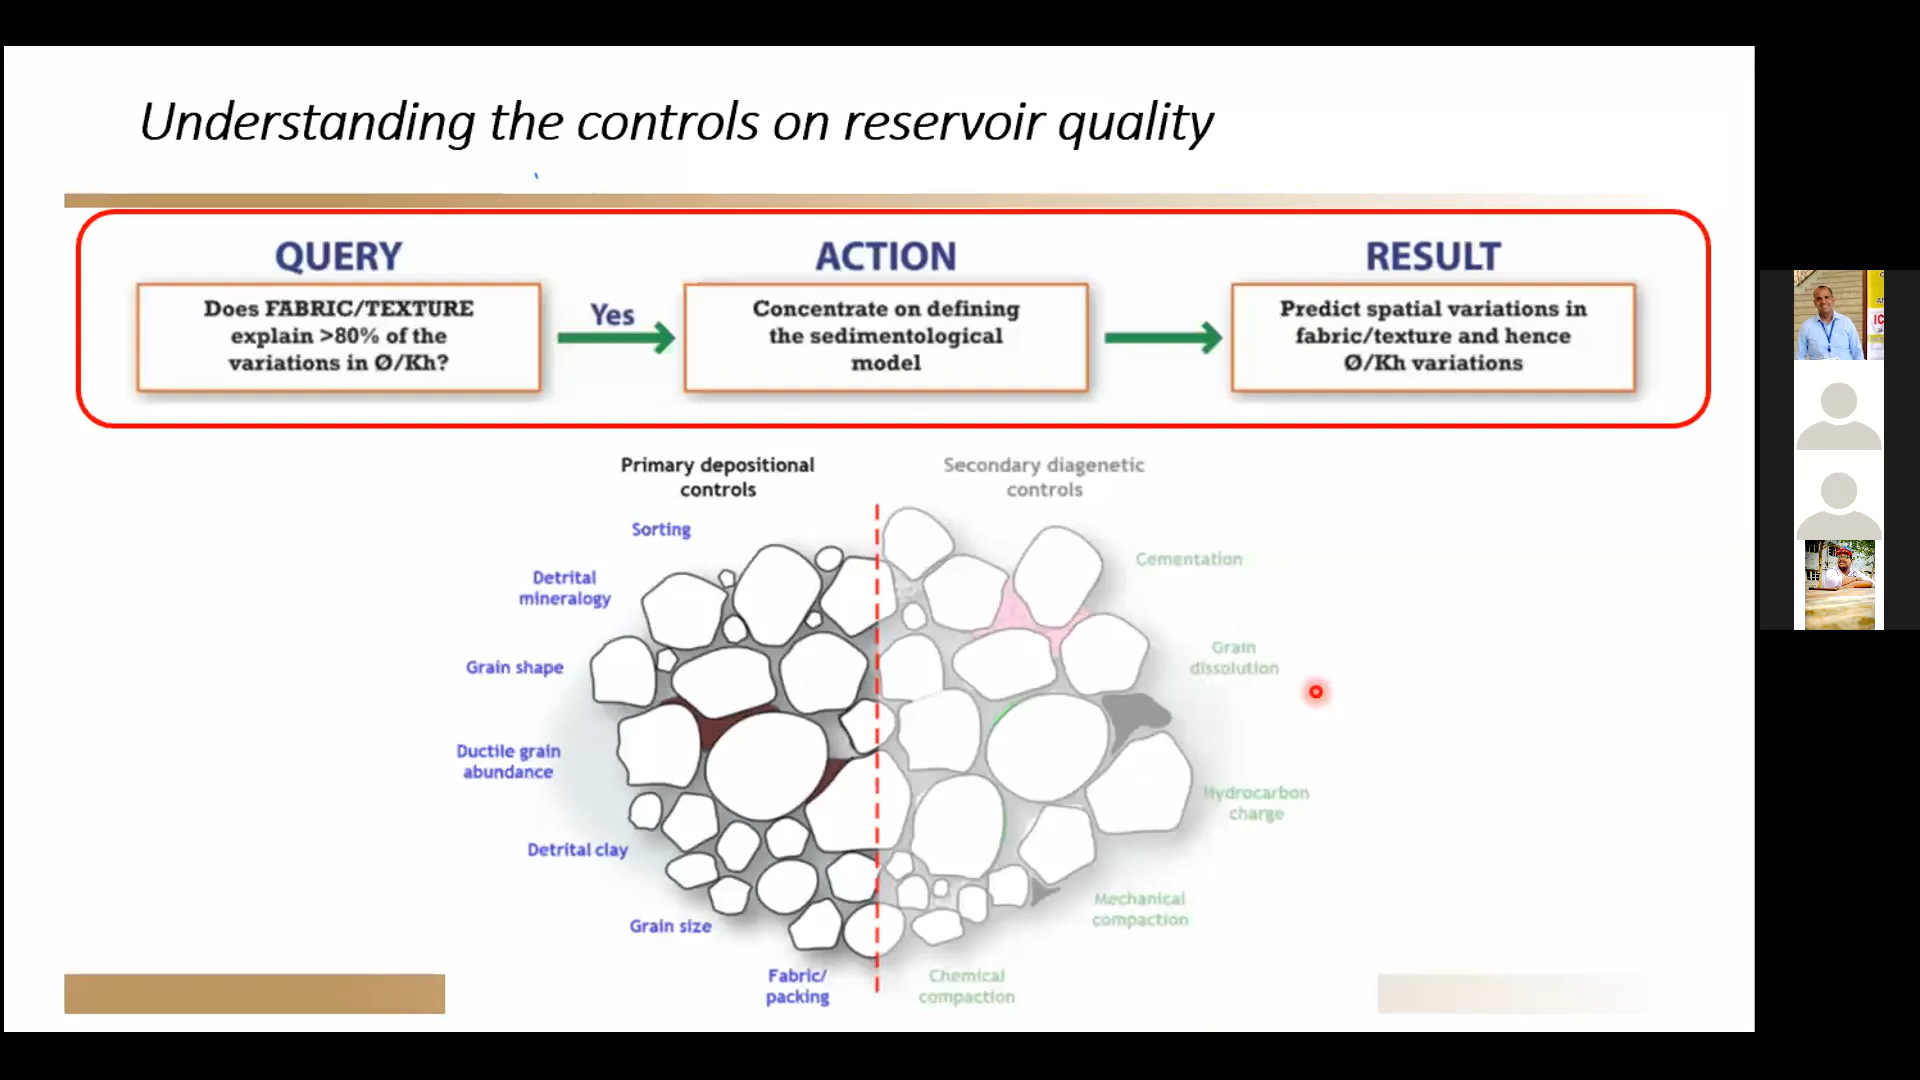 Understanding the controls on reservoir quality
QUERY
ACTION
RESULT
Does FABRIC/TEXTURE
explain >80% of the
variations in Ø/Kh?
Yes
Concentrate on defining
the sedimentological
model
Predict spatial variations in
fabric/texture and hence
Ø/Kh variations
Primary depositional
controls
Secondary diagenetic
controls
Sorting
Detrital
mineralogy
Grain shape
Ductile grain
abundance
Detrital clay
Grain size
Fabric/
packing
Cementation
Grain
dissolution
Hydrocarbon
charge
Mechanical
compaction
Chemical
compaction